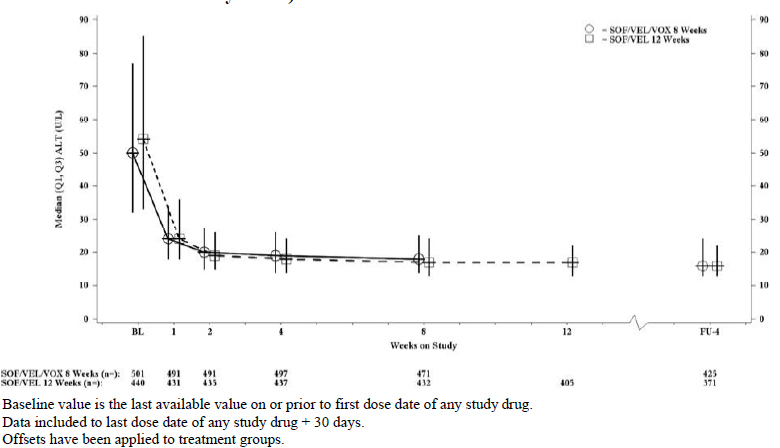 90 90
○ - SOF/VEL/VOX 8 Weeks
□ - SOF/VEL 12 Weeks
80 80
70 70
60 60
50 50
40 40
30 30
20 20
10 10
0 0
Median (Q1, Q3) ALT (U/L)
BL 1 2 4 8 12 FU-4
Weeks on Study
SOF/VEL/VOX 8 Weeks (n=): 501 491 491 497 471 425
SOF/VEL 12 Weeks (n=): 440 431 435 437 432 405 371
Baseline value is the last available value on or prior to first dose date of any study drug.
Data included to last dose date of any study drug + 30 days.
Offsets have been applied to treatment groups.